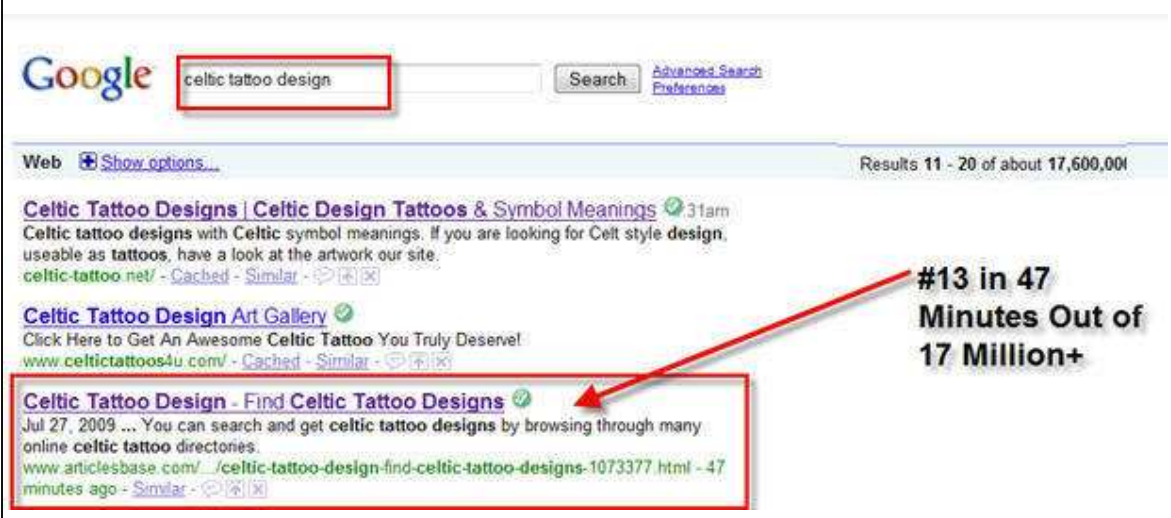 Google celtic tattoo design Search Advanced Search
Preferences
Web Show options... Results 11 - 20 of about 17,600,00
Celtic Tattoo Designs | Celtic Design Tattoos & Symbol Meanings 31am
Celtic tattoo designs with Celtic symbol meanings. If you are looking for Celt style design,
useable as tattoos, have a look at the artwork our site.
celtic-tattoo.net/ - Cached - Similar -
Celtic Tattoo Design Art Gallery
Click Here to Get An Awesome Celtic Tattoo You Truly Deserve!
www.celtictattoos4u.com/ - Cached - Similar -
Celtic Tattoo Design - Find Celtic Tattoo Designs
Jul 27, 2009 ... You can search and get celtic tattoo designs by browsing through many
online celtic tattoo directories.
www.articlesbase.com/.../celtic-tattoo-design-find-celtic-tattoo-designs-1073377.html - 47
minutes ago - Similar -
#13 in 47
Minutes Out of
17 Million+